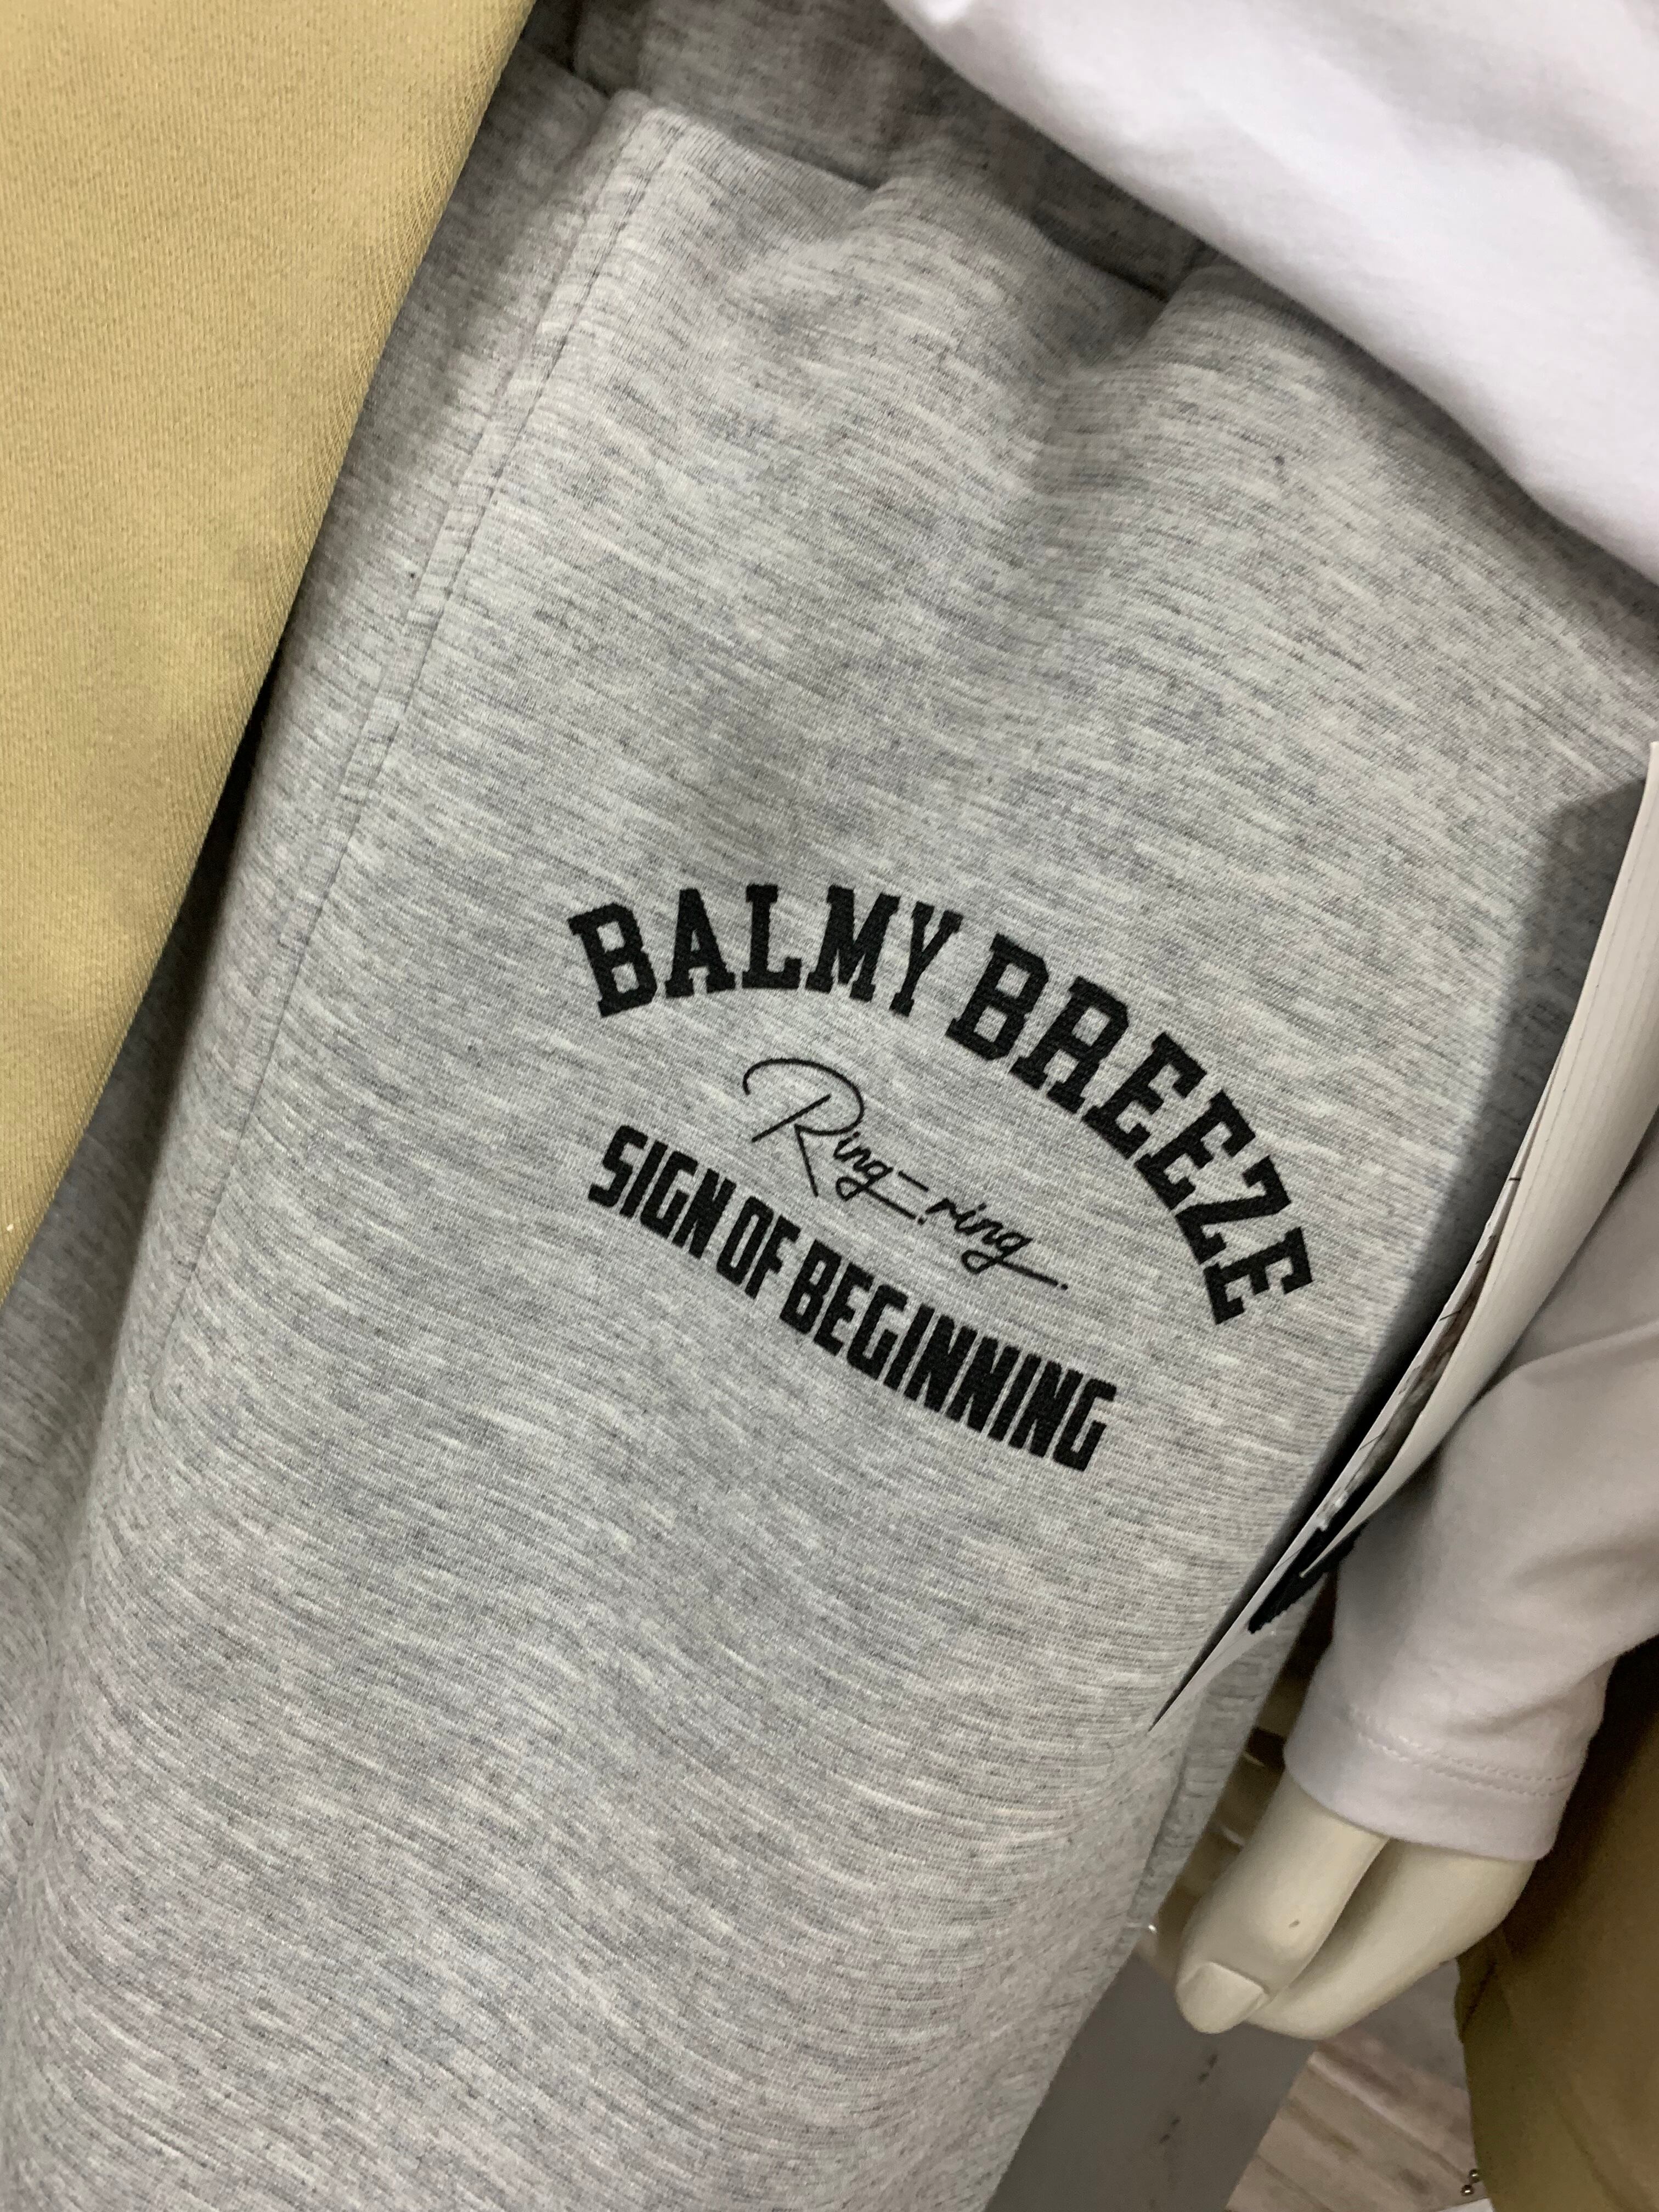 BALMY BREEZE
Ring-ring.
SIGN OF BEGINNING